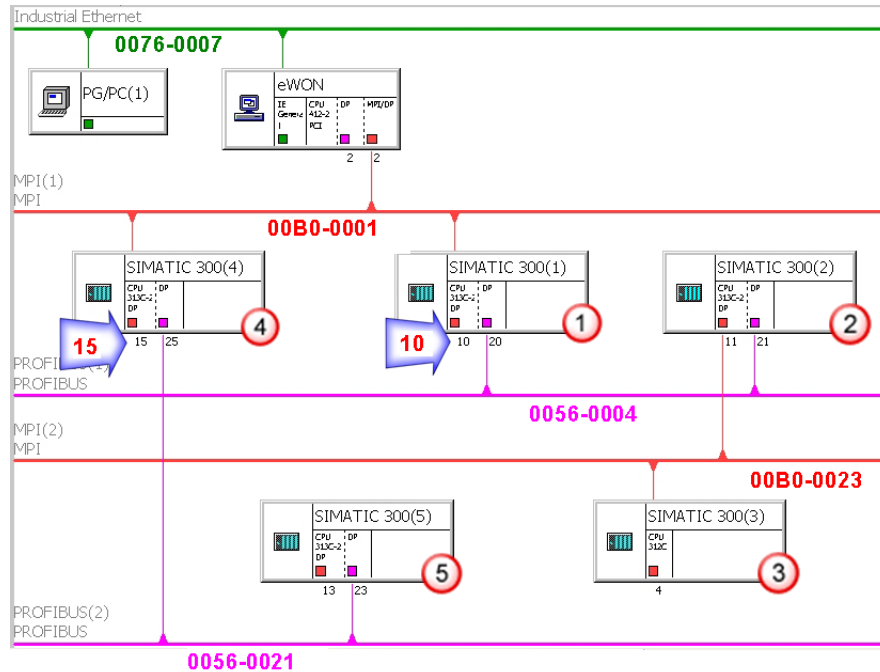 Industrial Ethernet
0076-0007
PG/PC(1)
eWON
IE
General
CPU
412-2
PCI
DP
MPI/DP
2
2
MPI(1)
MPI
00B0-0001
SIMATIC 300(4)
CPU
313C-2
DP
DP
4
15
15
25
SIMATIC 300(1)
CPU
313C-2
DP
DP
1
10
10
20
SIMATIC 300(2)
CPU
313C-2
DP
DP
2
11
21
PROFIBUS(1)
PROFIBUS
0056-0004
MPI(2)
MPI
00B0-0023
SIMATIC 300(5)
CPU
313C-2
DP
DP
5
13
23
SIMATIC 300(3)
CPU
312C
3
4
PROFIBUS(2)
PROFIBUS
0056-0021